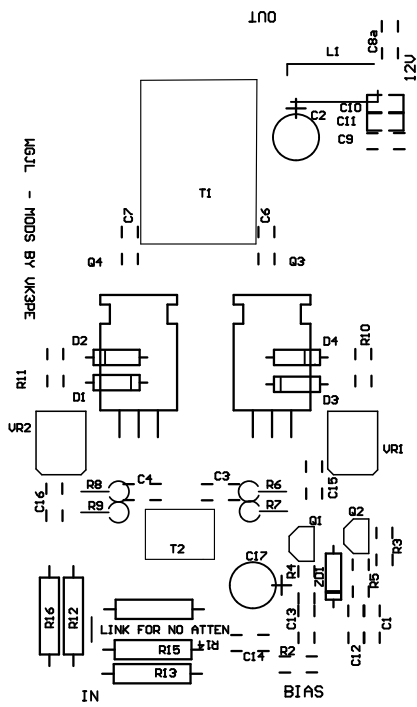 OUT
C8a
L1
12V
C10
C2
C11
C9
WGJL - MODS BY VK3PE
T1
C7
C6
Q4
Q3
D2
D4
R10
R11
D1
D3
VR2
VR1
C4
C3
R8
R6
C16
C15
R9
R7
Q1
Q2
T2
C17
R4
ZD1
R3
R5
R16
R12
LINK FOR NO ATTEN
C13
C1
R14
R15
C14
R2
C12
R13
IN
BIAS